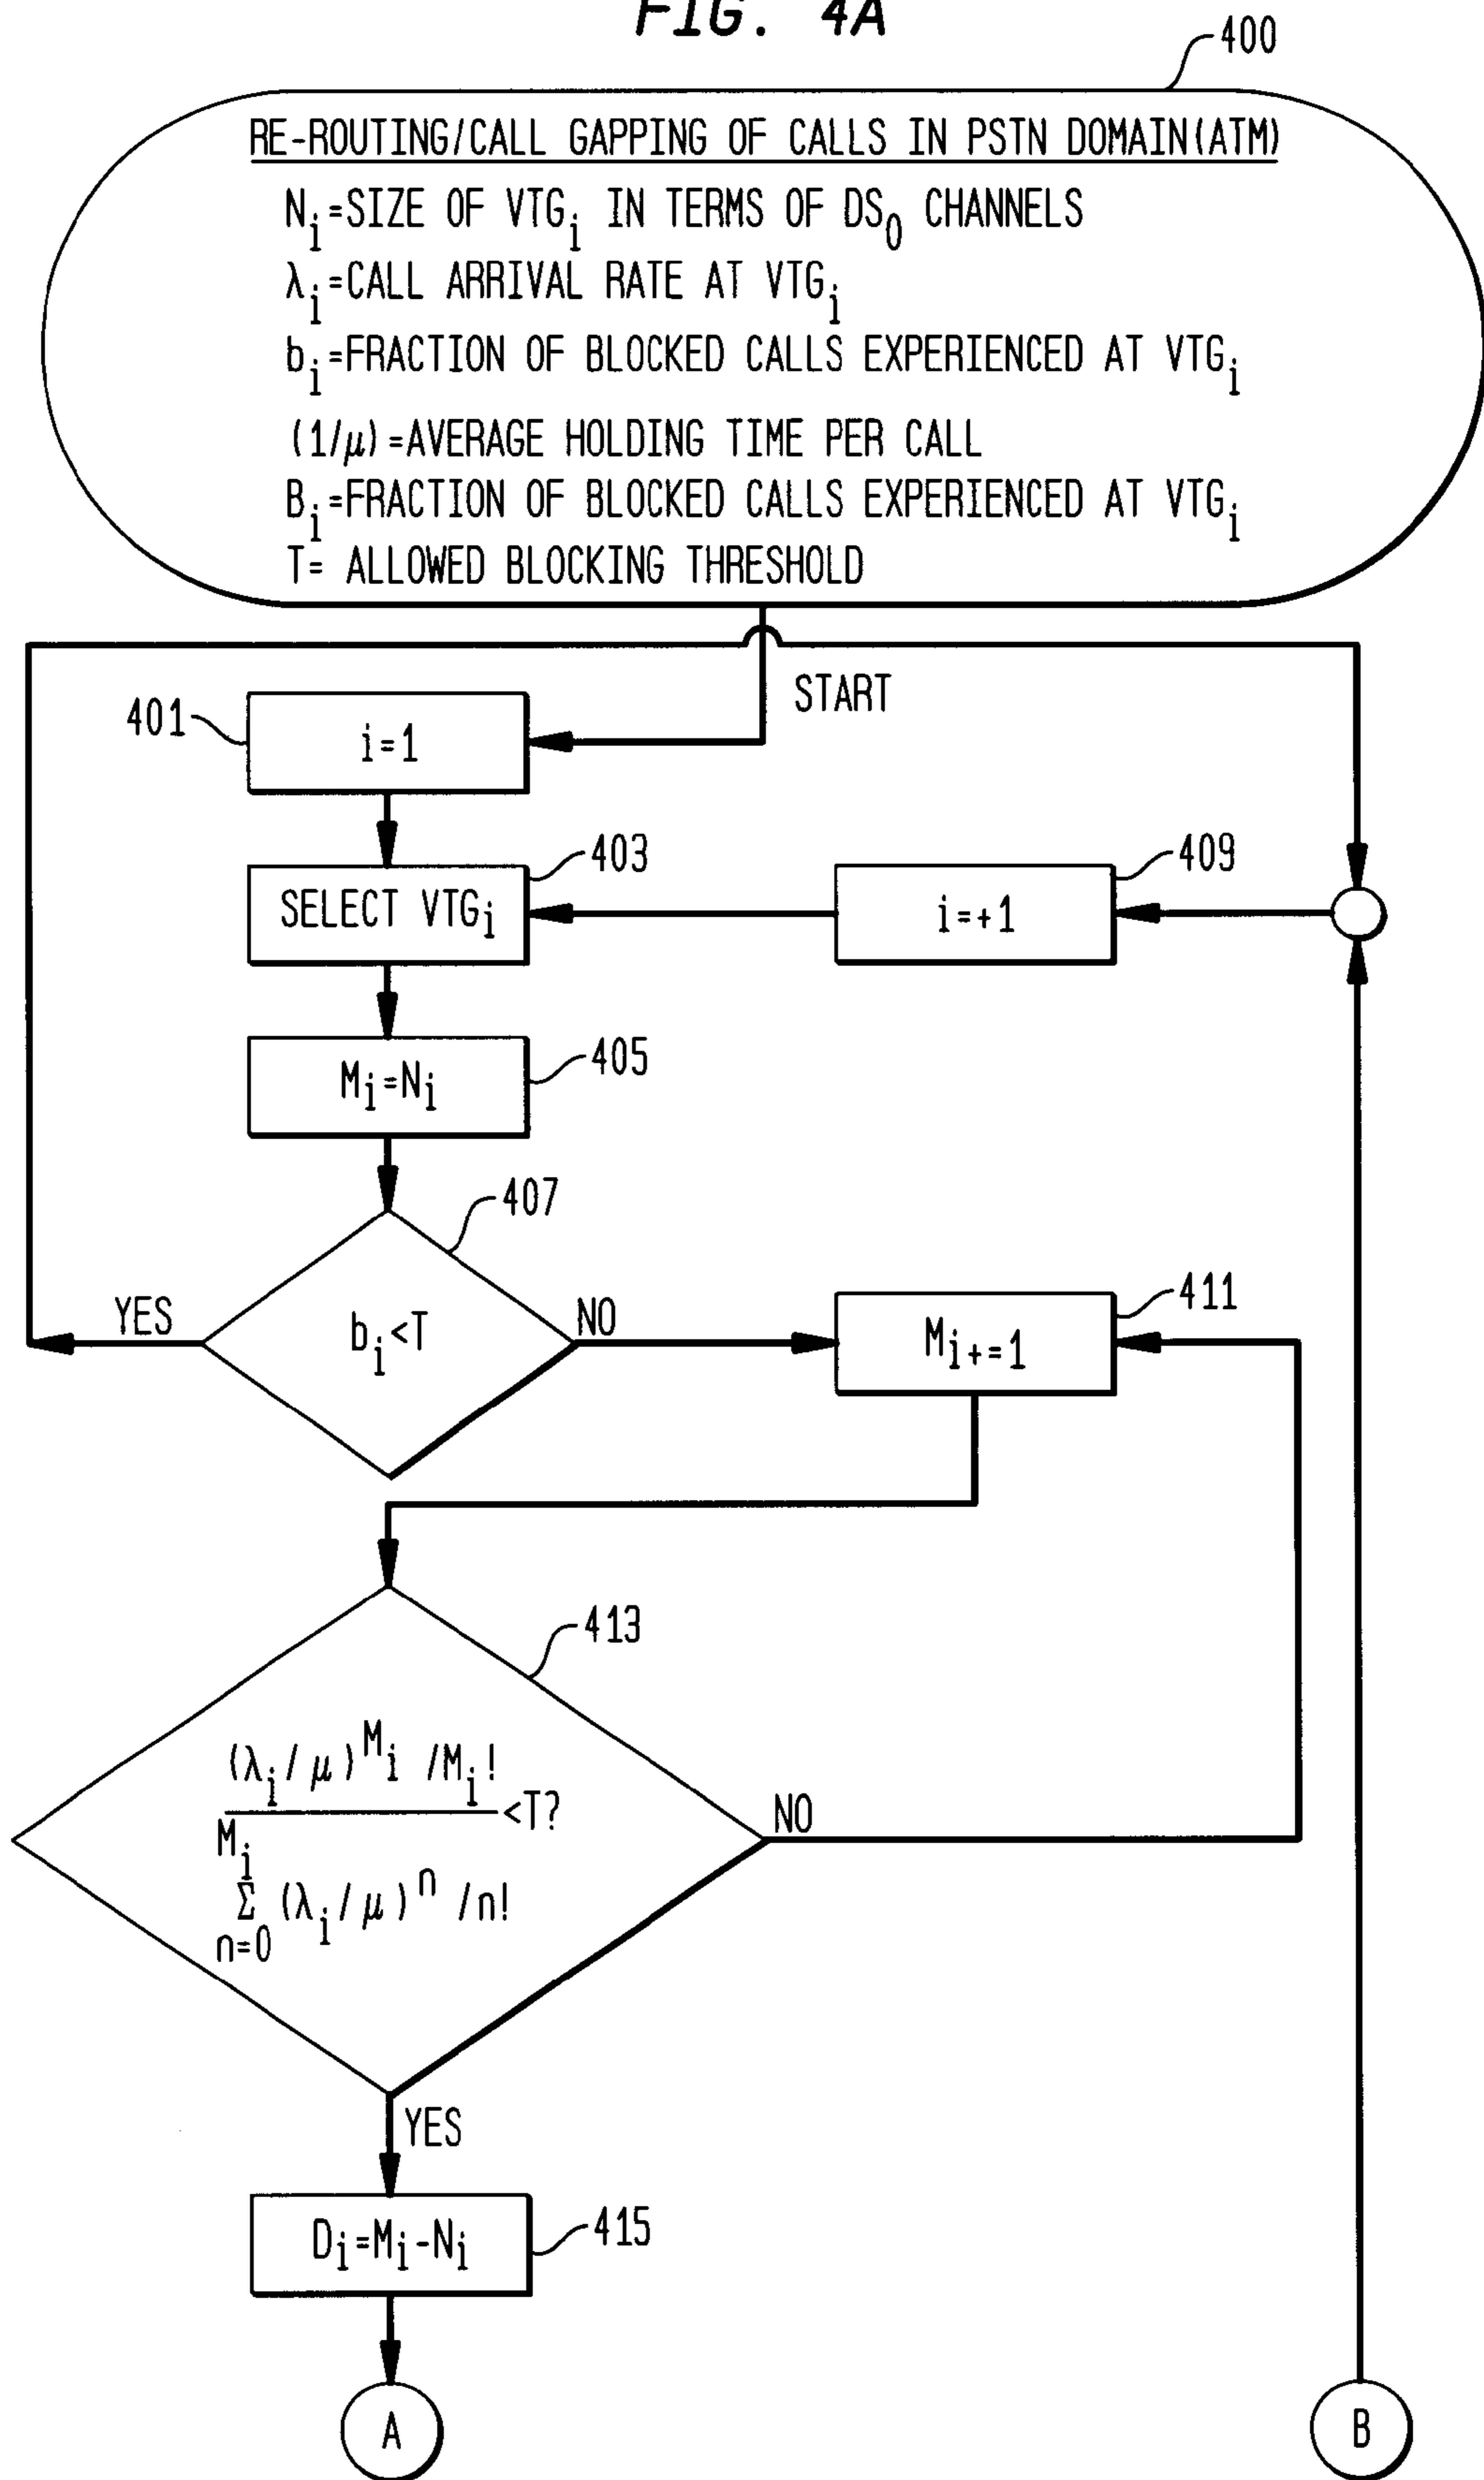 FIG. 4A
400
RE-ROUTING/CALL GAPPING OF CALLS IN PSTN DOMAIN(ATM)
Ni=SIZE OF VTGi IN TERMS OF DS0 CHANNELS
λi=CALL ARRIVAL RATE AT VTGi
bi=FRACTION OF BLOCKED CALLS EXPERIENCED AT VTGi
(1/μ)=AVERAGE HOLDING TIME PER CALL
Bi=FRACTION OF BLOCKED CALLS EXPERIENCED AT VTGi
T= ALLOWED BLOCKING THRESHOLD
START
401
i=1
403
SELECT VTGi
409
i=+1
405
Mi=Ni
407
bi<T
YES
NO
411
Mi+=1
413
(λi/μ)^Mi /Mi!
<T?
Mi
Σ (λi/μ)^n /n!
n=0
NO
YES
415
Di=Mi-Ni
A
B